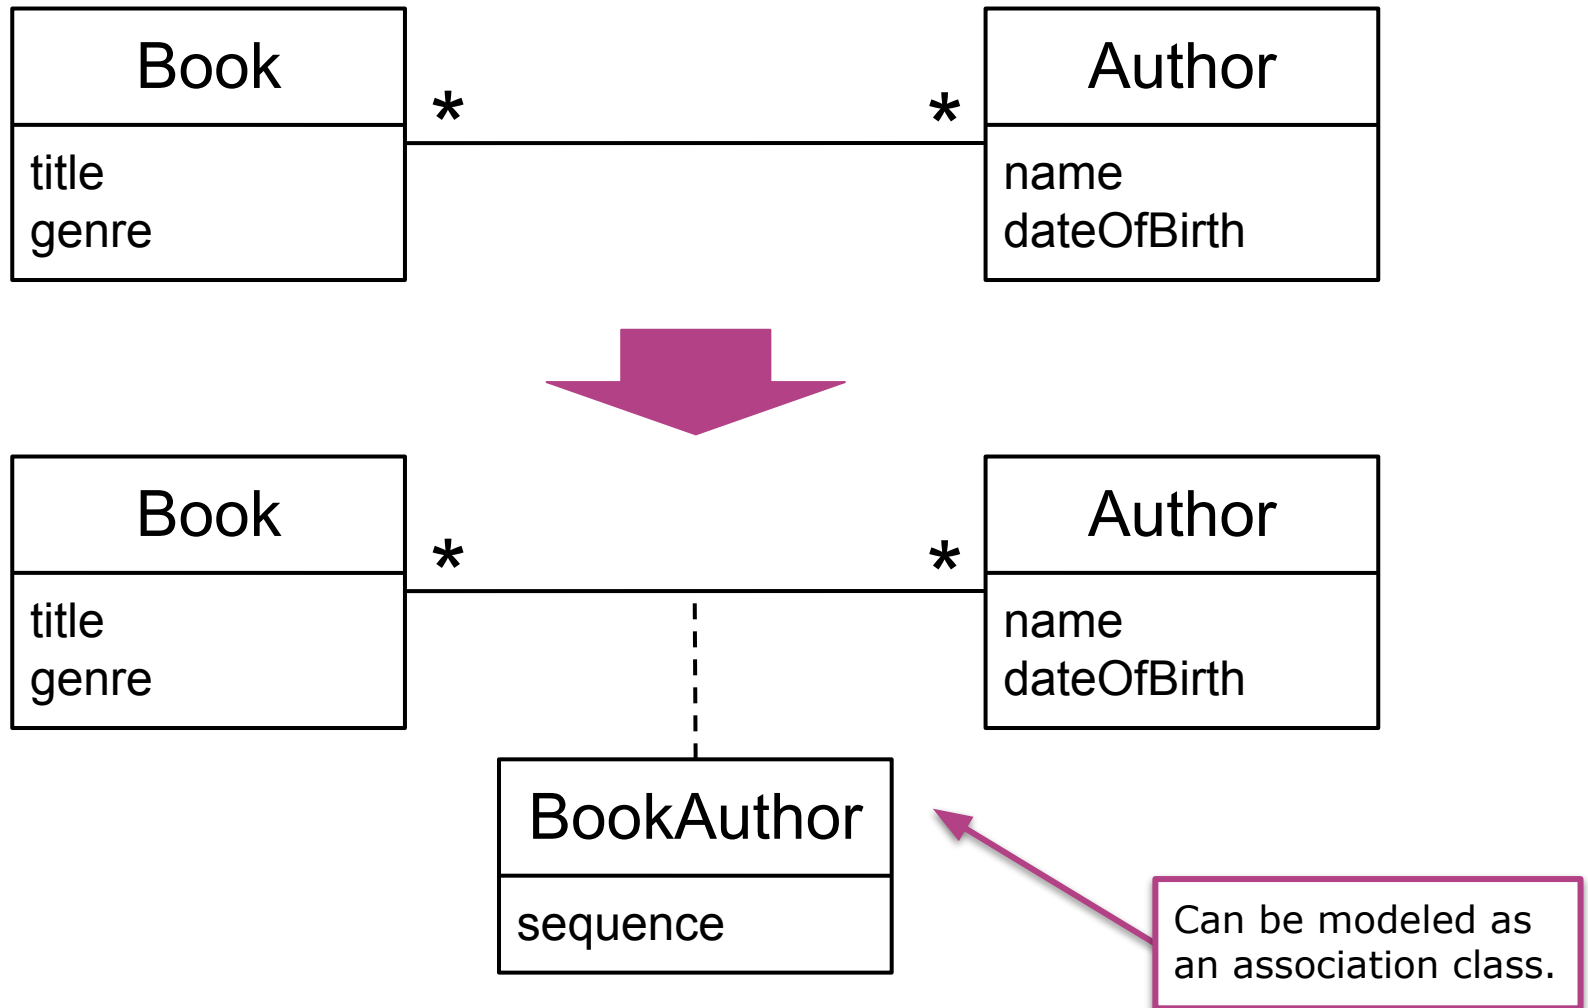 Book
*
*
Author
title
genre
name
dateOfBirth
Book
*
*
Author
title
genre
name
dateOfBirth
BookAuthor
sequence
Can be modeled as
an association class.